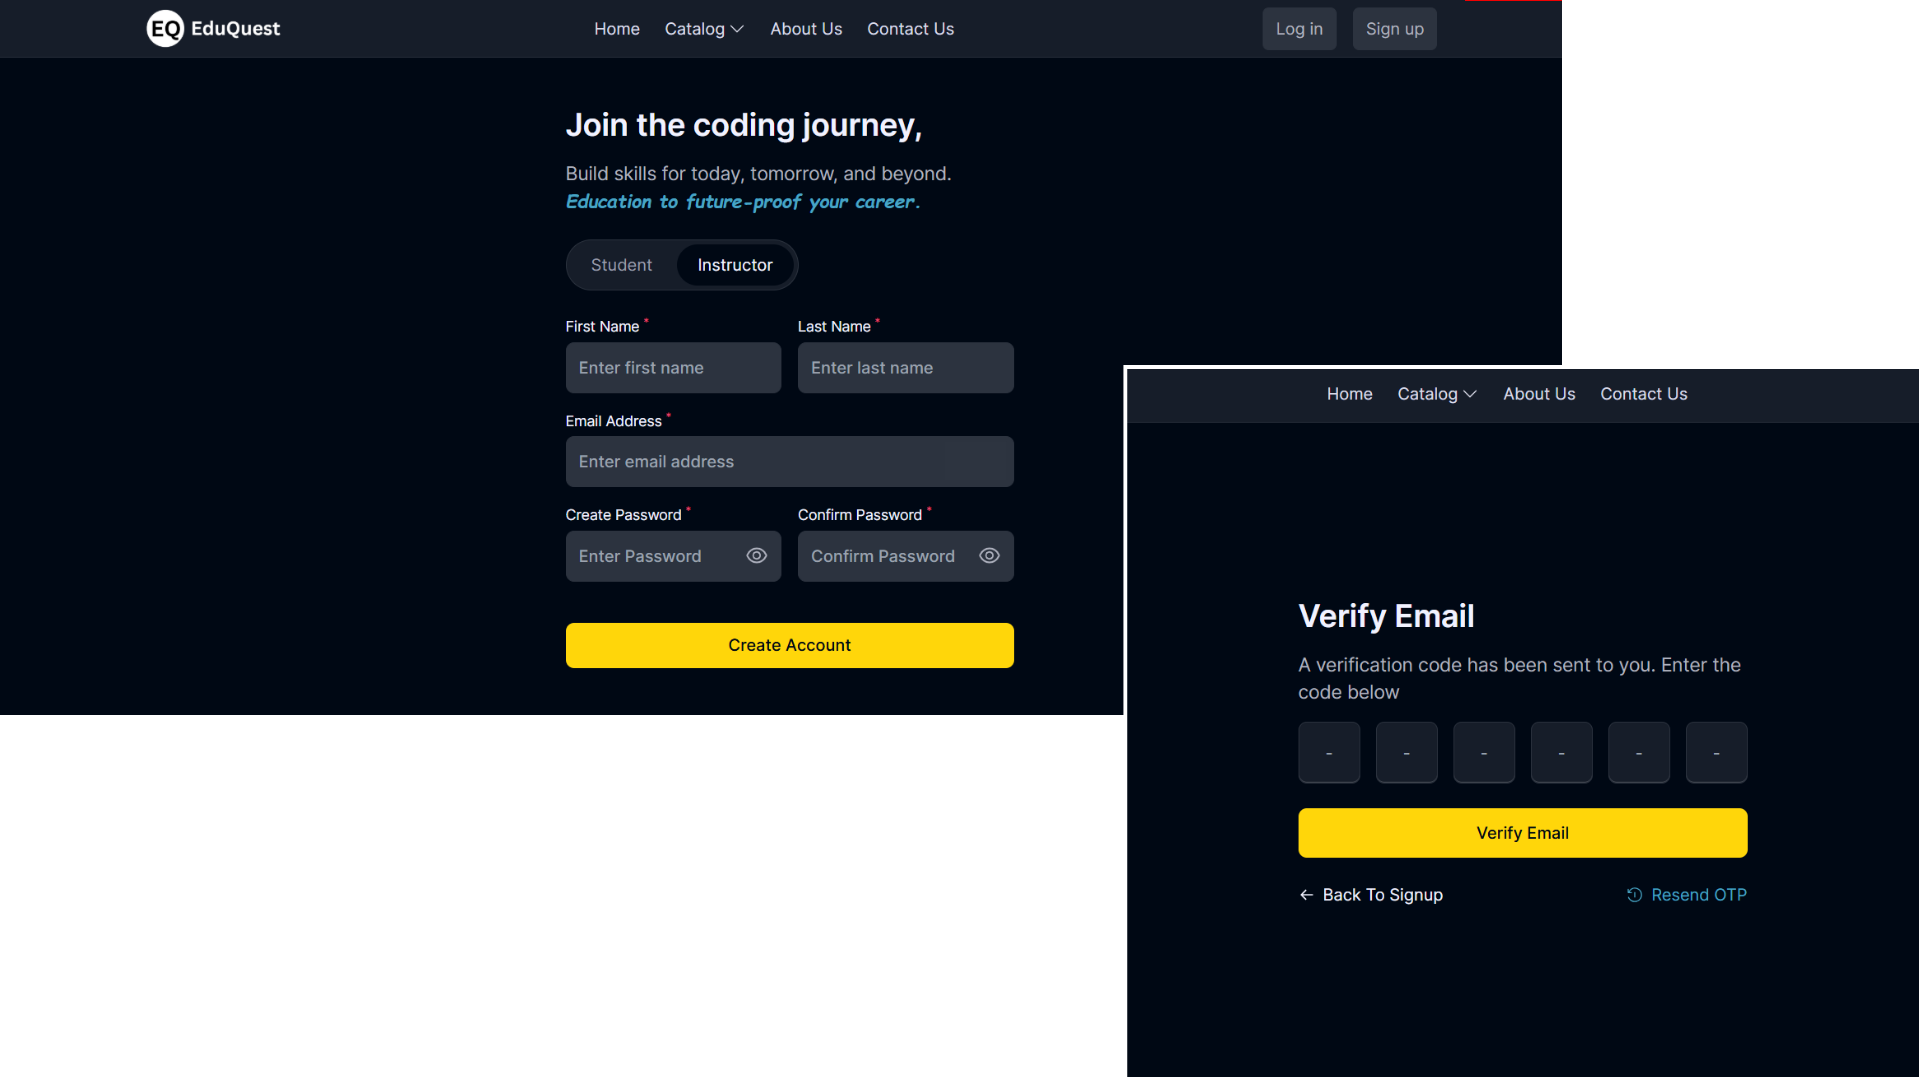 EQ EduQuest
Home Catalog About Us Contact Us
Log in Sign up
Join the coding journey,
Build skills for today, tomorrow, and beyond.
Education to future-proof your career.
Student Instructor
First Name * Last Name *
Enter first name Enter last name
Email Address *
Enter email address
Create Password * Confirm Password *
Enter Password Confirm Password
Create Account
Home Catalog About Us Contact Us
Verify Email
A verification code has been sent to you. Enter the
code below
- - - - - -
Verify Email
Back To Signup Resend OTP